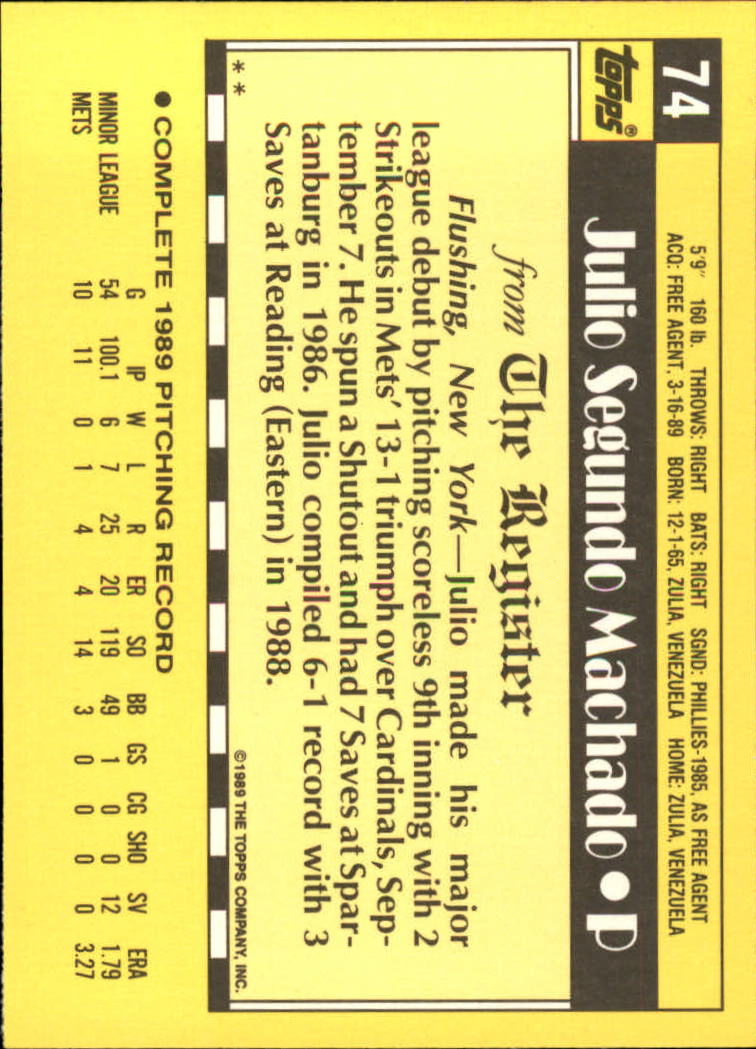 74
5'9" 160 lb. THROWS: RIGHT BATS: RIGHT SGND: PHILLIES-1985, AS FREE AGENT
ACQ: FREE AGENT, 3-16-89 BORN: 12-1-65, ZULIA, VENEZUELA HOME: ZULIA, VENEZUELA
topps®
Julio Segundo Machado • P
from The Register
Flushing, New York—Julio made his major
league debut by pitching scoreless 9th inning with 2
Strikeouts in Mets' 13-1 triumph over Cardinals, Sep-
tember 7. He spun a Shutout and had 7 Saves at Spar-
tanburg in 1986. Julio compiled 6-1 record with 3
Saves at Reading (Eastern) in 1988.
** ©1989 THE TOPPS COMPANY, INC.
• COMPLETE 1989 PITCHING RECORD
G IP W L R ER SO BB GS CG SHO SV ERA
MINOR LEAGUE 54 100.1 6 7 25 20 119 49 1 0 0 12 1.79
METS 10 11 0 1 4 4 14 3 0 0 0 0 3.27